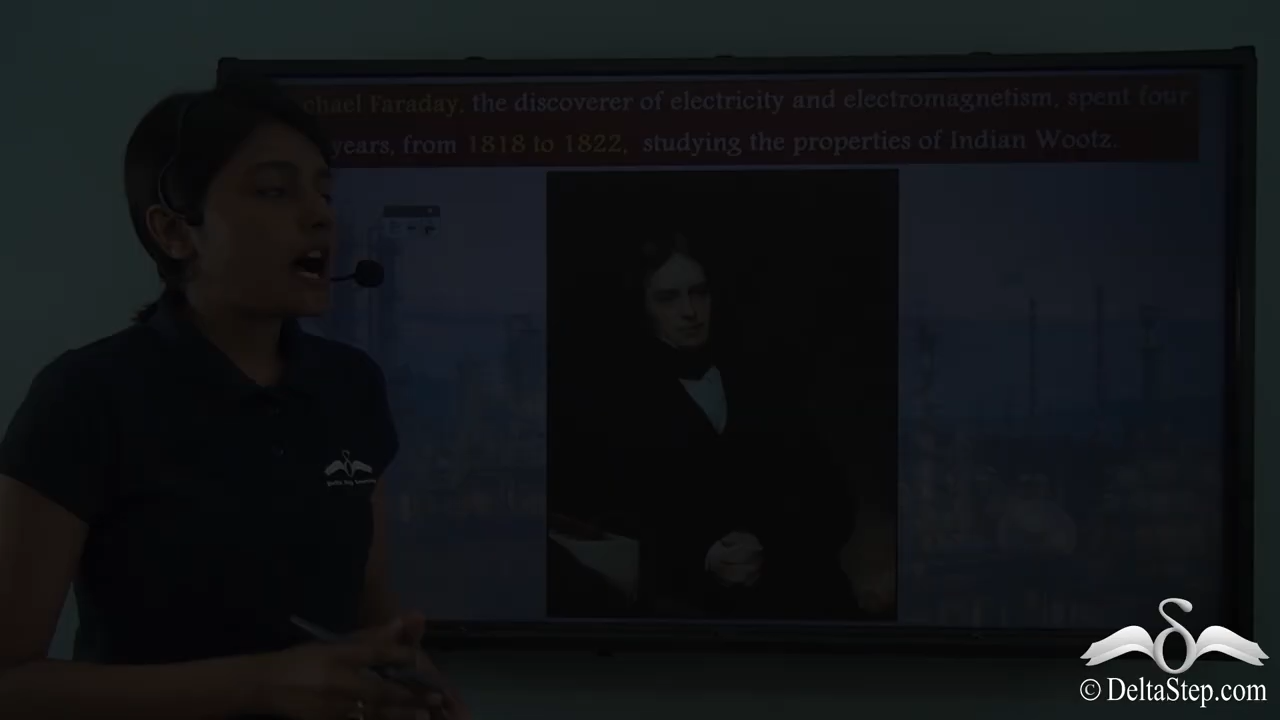 chael Faraday, the discoverer of electricity and electromagnetism, spent four
years, from 1818 to 1822, studying the properties of Indian Wootz.
© DeltaStep.com